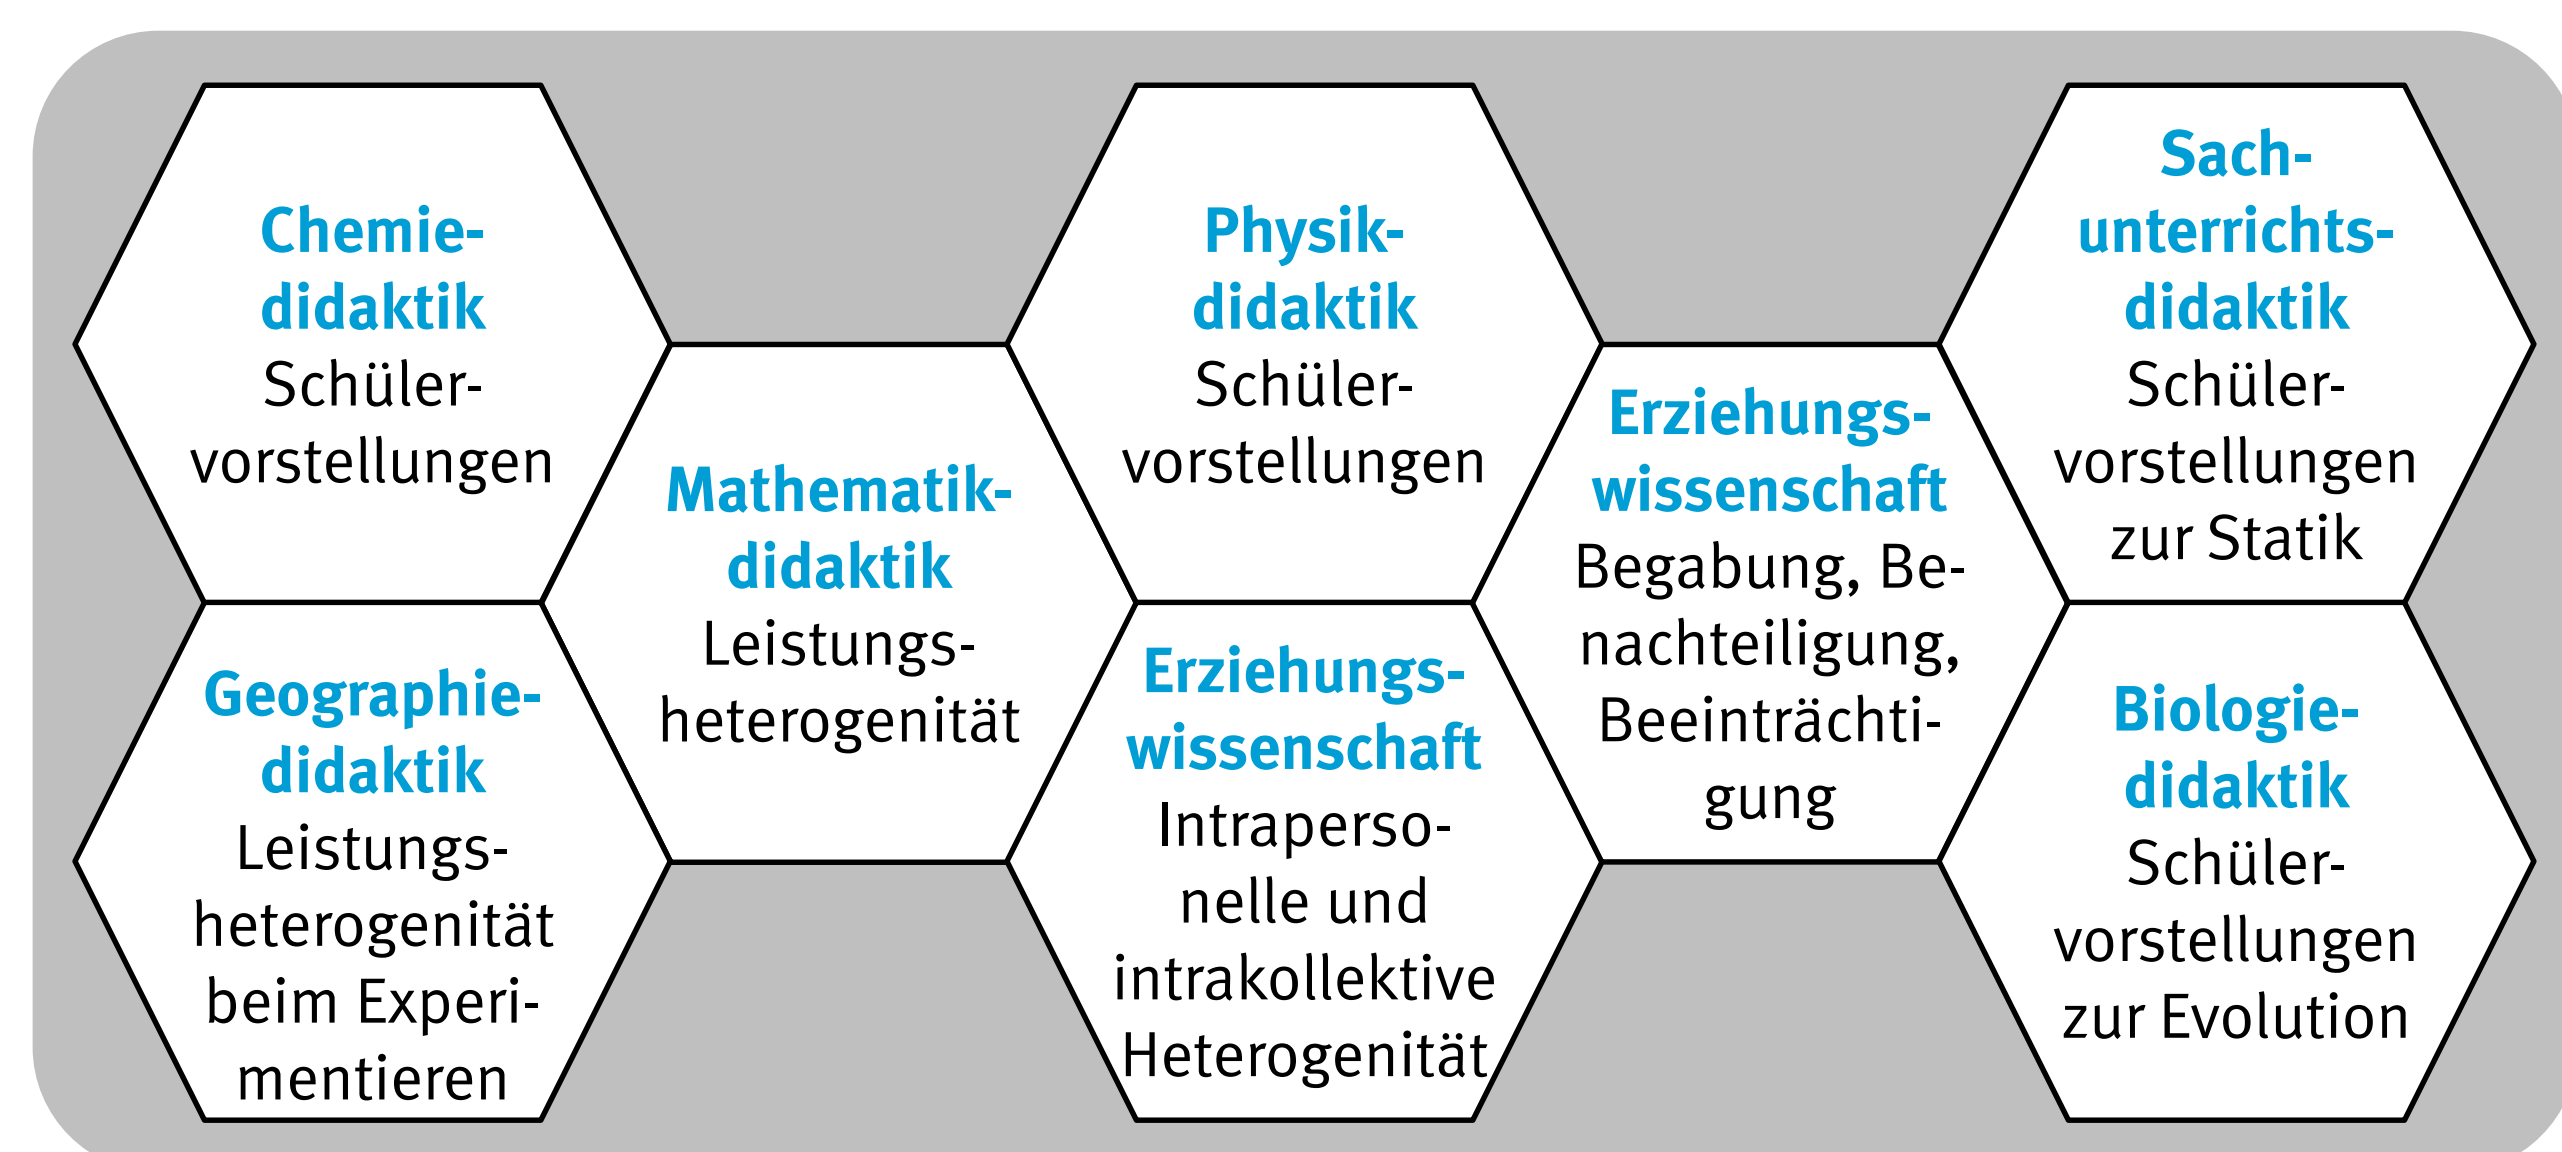 Chemie-
didaktik
Schüler-
vorstellungen
Geographie-
didaktik
Leistungs-
heterogenität
beim Experi-
mentieren
Mathematik-
didaktik
Leistungs-
heterogenität
Physik-
didaktik
Schüler-
vorstellungen
Erziehungs-
wissenschaft
Intraperso-
nelle und
intrakollektive
Heterogenität
Erziehungs-
wissenschaft
Begabung, Be-
nachteiligung,
Beeinträchti-
gung
Sach-
unterrichts-
didaktik
Schüler-
vorstellungen
zur Statik
Biologie-
didaktik
Schüler-
vorstellungen
zur Evolution